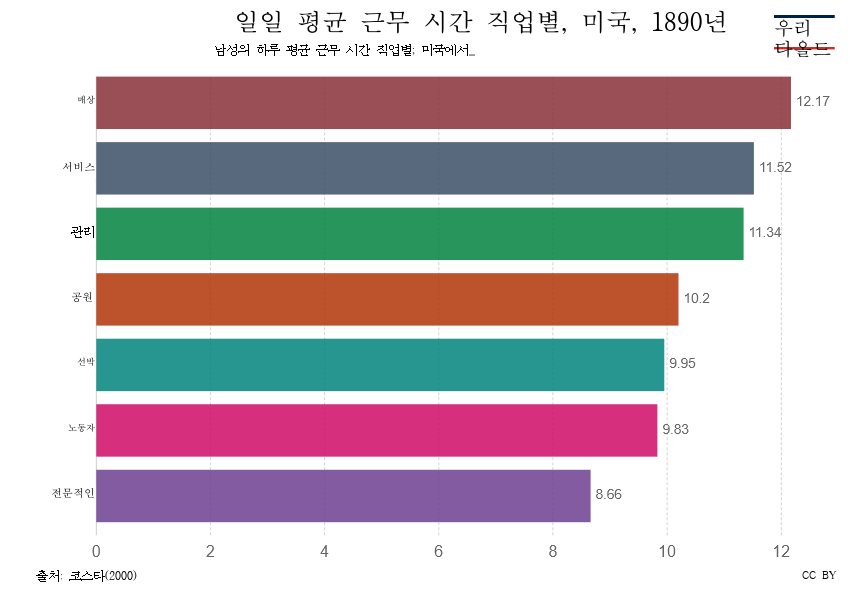 일일 평균 근무 시간 직업별, 미국, 1890년
우리
다올드
남성의 하루 평균 근무 시간 직업별; 미국에서...
매상
12.17
서비스
11.52
관리
11.34
공원
10.2
선박
9.95
노동자
9.83
전문적인
8.66
0 2 4 6 8 10 12
출처: 코스타(2000)
CC BY